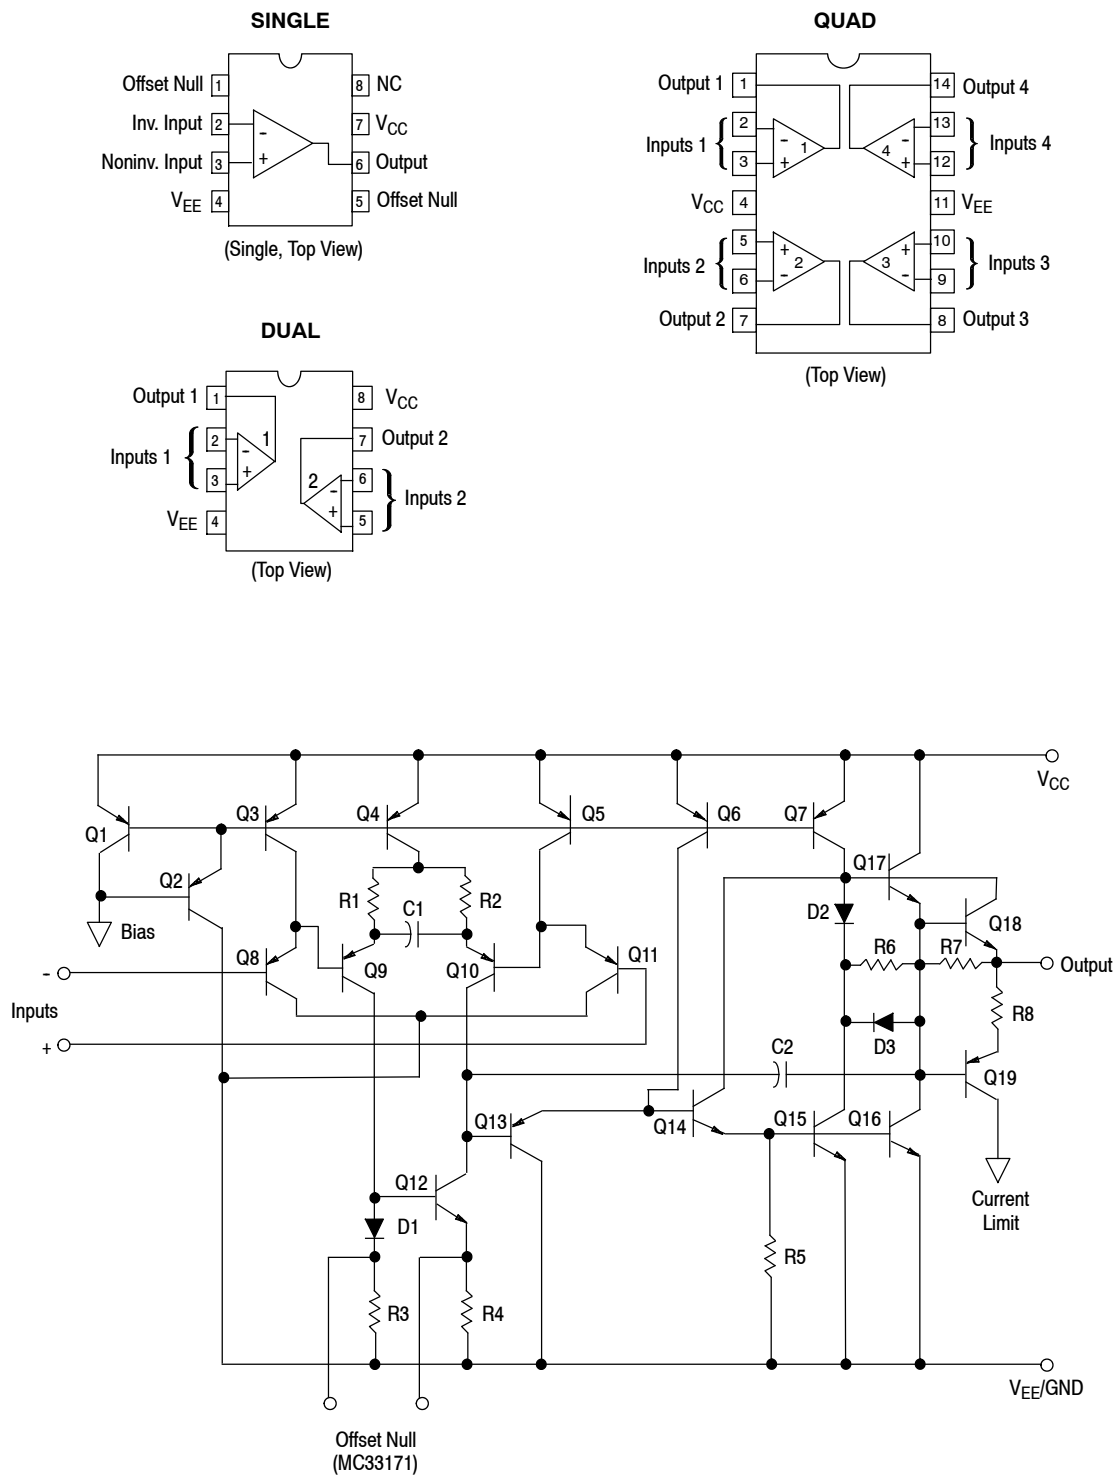 SINGLE
Offset Null 1 8 NC
Inv. Input 2 - 7 VCC
Noninv. Input 3 + 6 Output
VEE 4 5 Offset Null
(Single, Top View)
QUAD
Output 1 1 14 Output 4
Inputs 1 2 - 1 - 13 Inputs 4
3 + 4 + 12
VCC 4 11 VEE
Inputs 2 5 + 2 + 10 Inputs 3
6 - 3 - 9
Output 2 7 8 Output 3
(Top View)
DUAL
Output 1 1 8 VCC
Inputs 1 2 - 1 7 Output 2
3 + 2 - 6 Inputs 2
VEE 4 + 5
(Top View)
VCC
Q1 Q3 Q4 Q5 Q6 Q7
Q2 Q17
R1 C1 R2 D2
Bias Q18
Q8 Q9 Q10 Q11 R6 R7
- Output
Inputs R8
+ C2 D3
Q19
Q13 Q14 Q15 Q16
Q12 Current
Limit
D1
R5
R3 R4
VEE/GND
Offset Null
(MC33171)